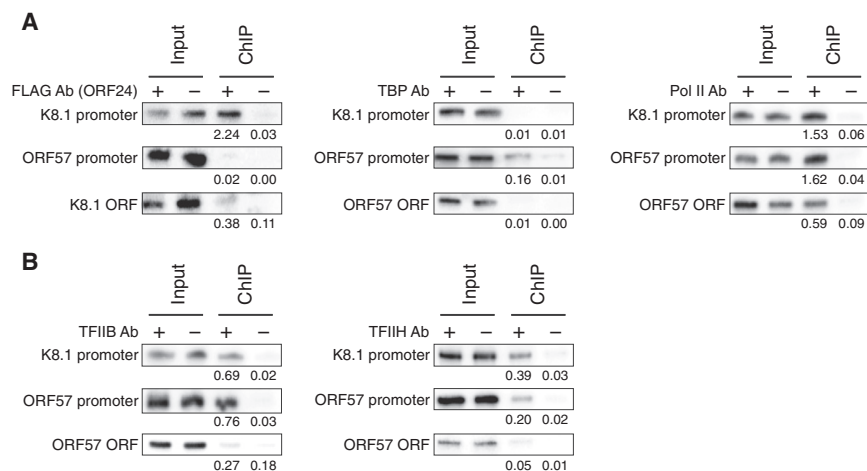 A
Input ChIP
FLAG Ab (ORF24) + − + −
K8.1 promoter
2.24 0.03
ORF57 promoter
0.02 0.00
K8.1 ORF
0.38 0.11
Input ChIP
TBP Ab + − + −
K8.1 promoter
0.01 0.01
ORF57 promoter
0.16 0.01
ORF57 ORF
0.01 0.00
Input ChIP
Pol II Ab + − + −
K8.1 promoter
1.53 0.06
ORF57 promoter
1.62 0.04
ORF57 ORF
0.59 0.09
B
Input ChIP
TFIIB Ab + − + −
K8.1 promoter
0.69 0.02
ORF57 promoter
0.76 0.03
ORF57 ORF
0.27 0.18
Input ChIP
TFIIH Ab + − + −
K8.1 promoter
0.39 0.03
ORF57 promoter
0.20 0.02
ORF57 ORF
0.05 0.01